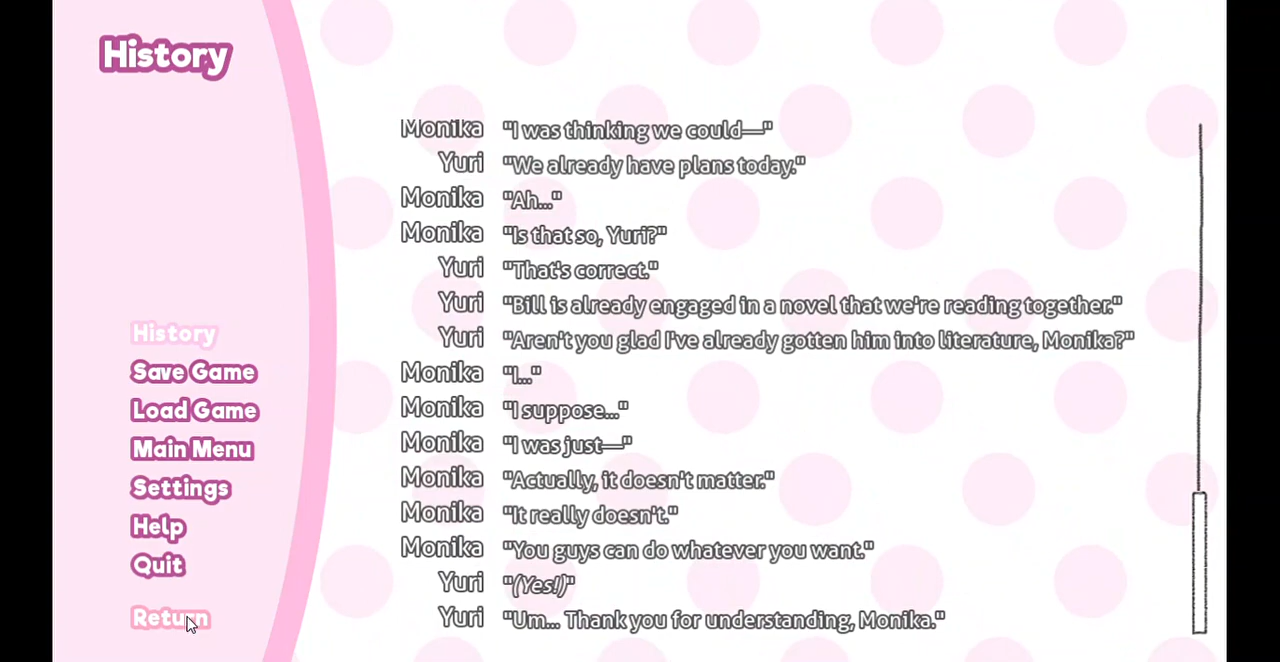 History
Monika "I was thinking we could—"
Yuri "We already have plans today."
Monika "Ah..."
Monika "Is that so, Yuri?"
Yuri "That's correct."
Yuri "Bill is already engaged in a novel that we're reading together."
Yuri "Aren't you glad I've already gotten him into literature, Monika?"
Monika "I..."
Monika "I suppose..."
Monika "I was just—"
Monika "Actually, it doesn't matter."
Monika "It really doesn't."
Monika "You guys can do whatever you want."
Yuri "(Yes!)"
Yuri "Um... Thank you for understanding, Monika."
History
Save Game
Load Game
Main Menu
Settings
Help
Quit
Return